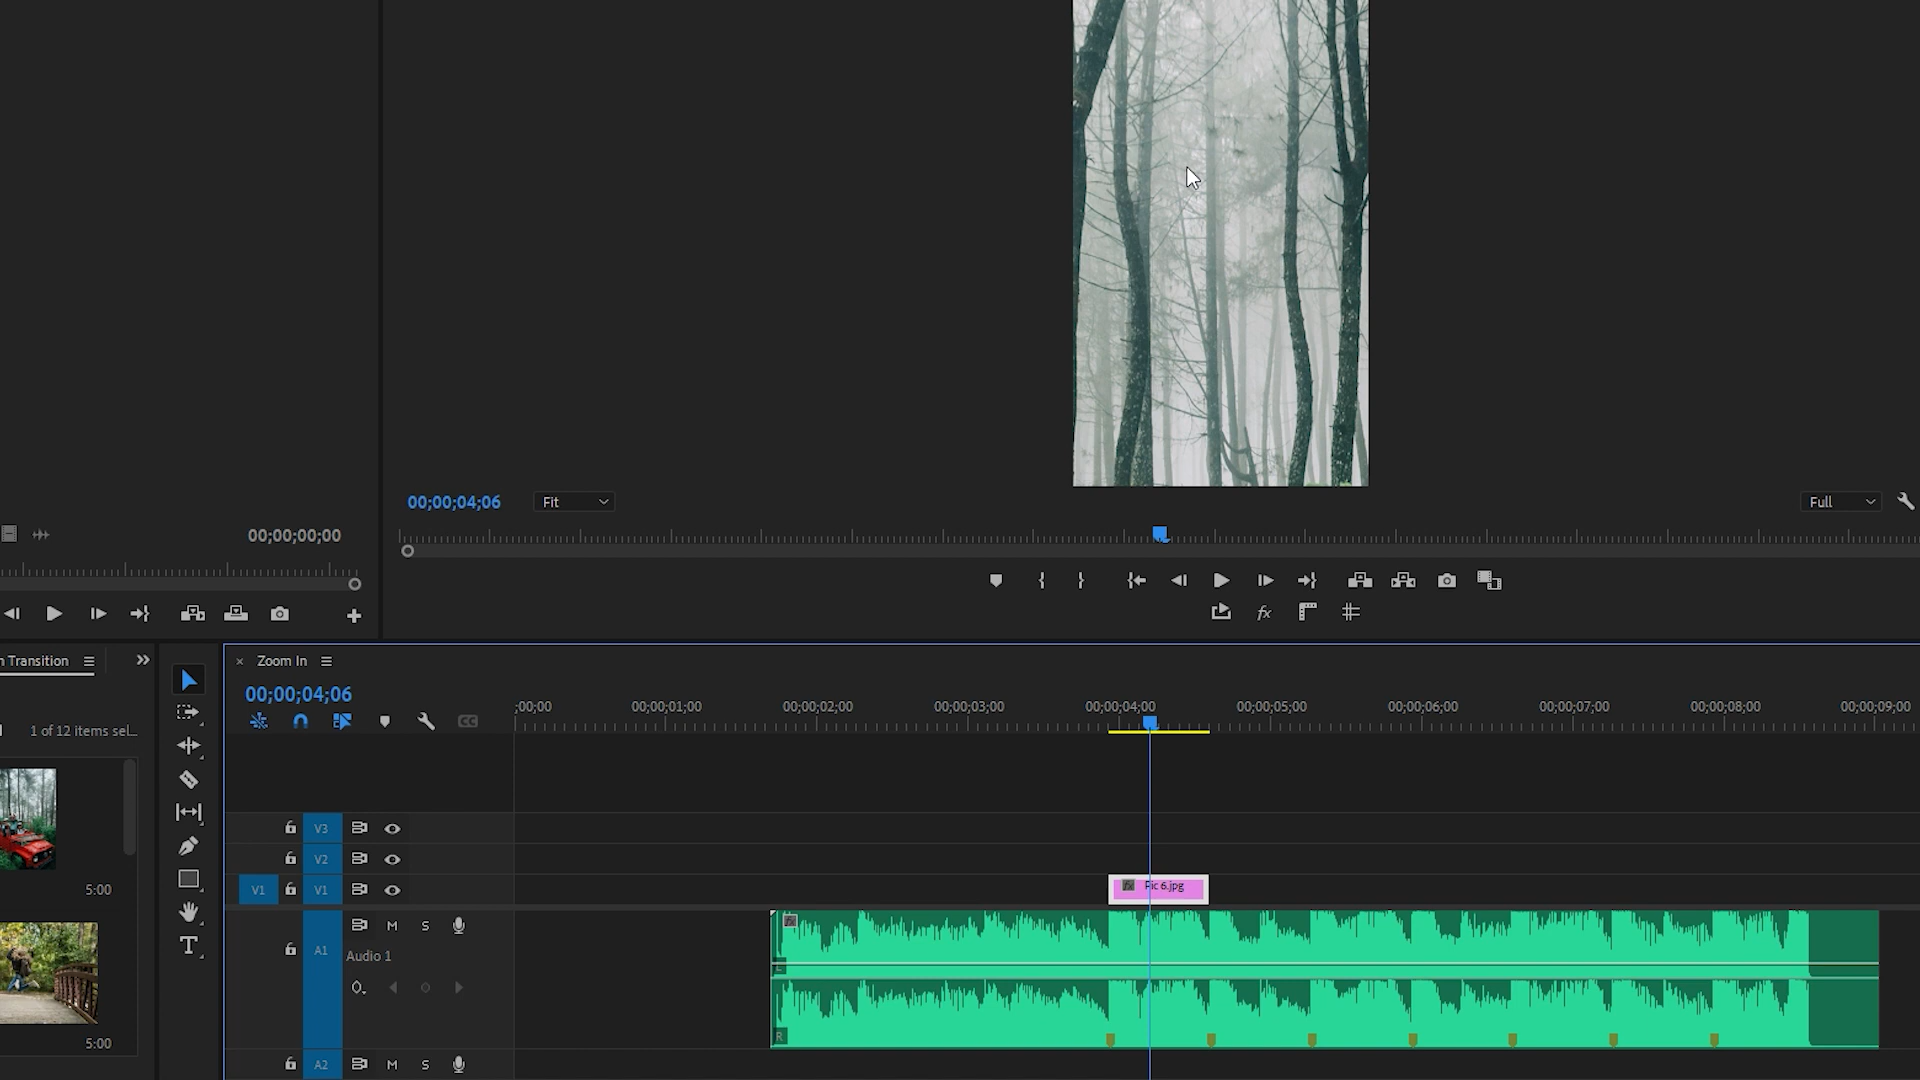 00;00;04;06
Fit
Full
00;00;00;00
n Transition
Zoom In
00;00;04;06
CC
;00;00
00;00;01;00
00;00;02;00
00;00;03;00
00;00;04;00
00;00;05;00
00;00;06;00
00;00;07;00
00;00;08;00
00;00;09;00
1 of 12 items sel...
5:00
5:00
fx
T
V3
V2
V1
V1
fx
Pic 6.jpg
A1
M
S
Audio 1
L
R
A2
M
S